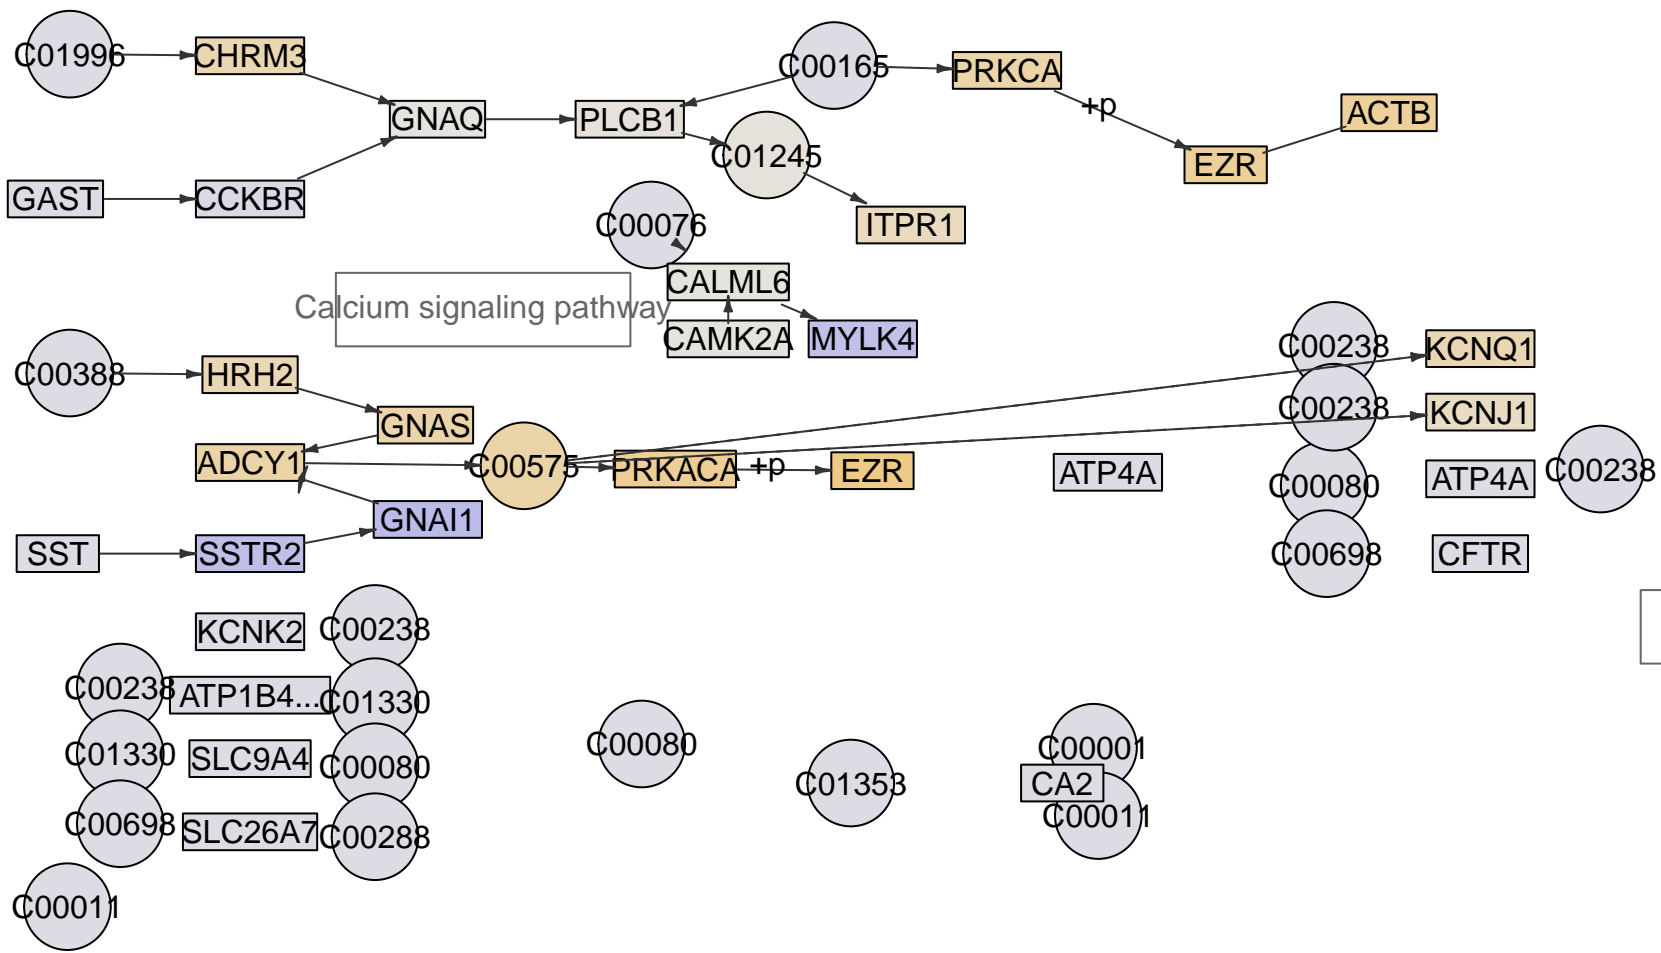 C01996
CHRM3
C00165
PRKCA
+p
ACTB
GNAQ
PLCB1
C01245
EZR
GAST
CCKBR
C00076
ITPR1
CALML6
Calcium signaling pathway
CAMK2A
MYLK4
C00238
KCNQ1
C00388
HRH2
C00238
KCNJ1
GNAS
ADCY1
C00575
PRKACA
+p
EZR
ATP4A
C00080
ATP4A
C00238
GNAI1
SST
SSTR2
C00698
CFTR
KCNK2
C00238
C00238
ATP1B4...
C01330
C01330
SLC9A4
C00080
C00080
C01353
C00001
CA2
C00011
C00698
SLC26A7
C00288
C00011